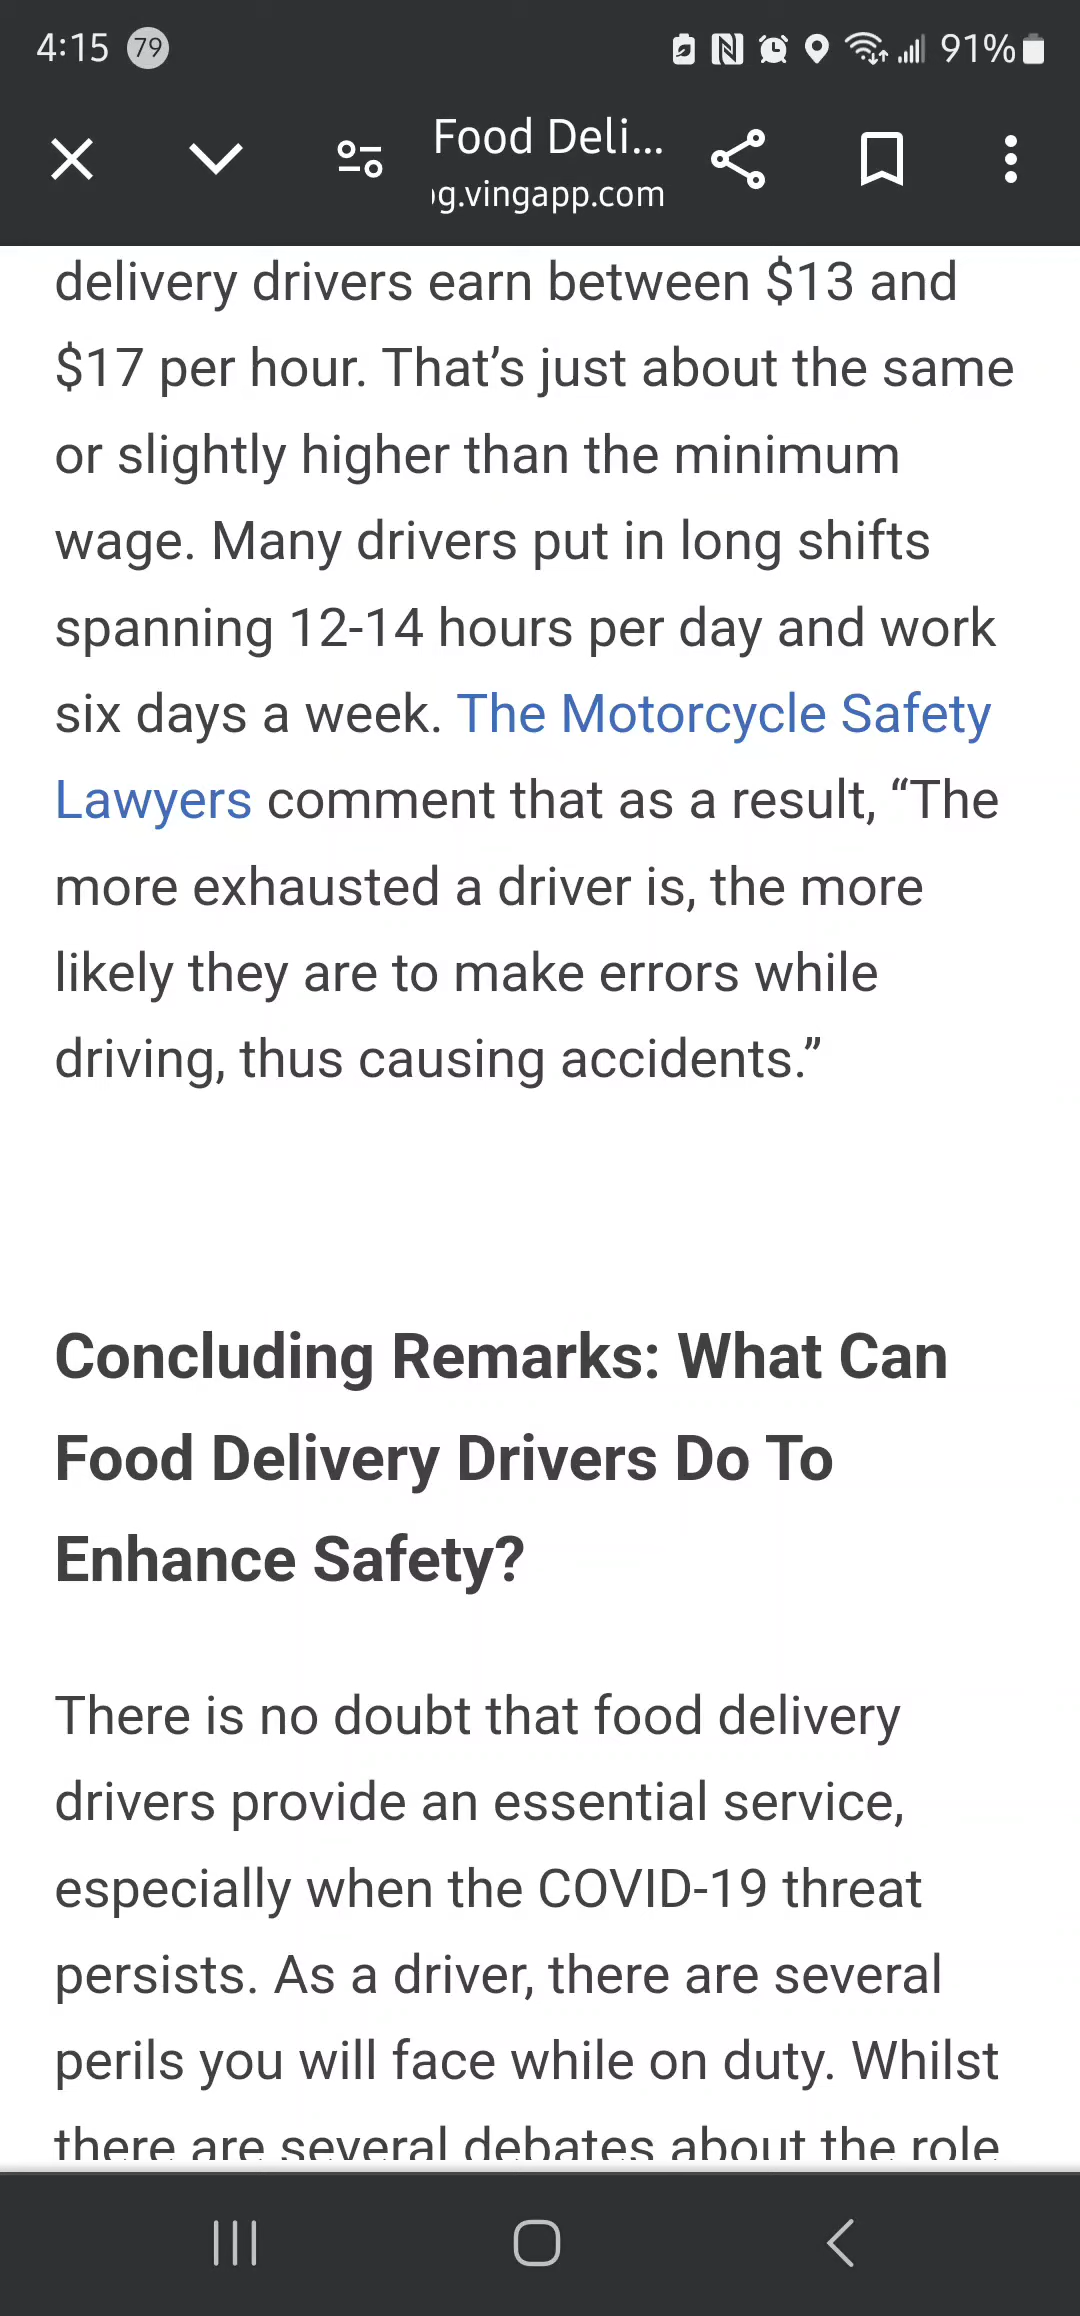 4:15 79 91%
Food Deli...
g.vingapp.com
delivery drivers earn between $13 and
$17 per hour. That’s just about the same
or slightly higher than the minimum
wage. Many drivers put in long shifts
spanning 12-14 hours per day and work
six days a week. The Motorcycle Safety
Lawyers comment that as a result, “The
more exhausted a driver is, the more
likely they are to make errors while
driving, thus causing accidents.”
Concluding Remarks: What Can
Food Delivery Drivers Do To
Enhance Safety?
There is no doubt that food delivery
drivers provide an essential service,
especially when the COVID-19 threat
persists. As a driver, there are several
perils you will face while on duty. Whilst
there are several debates about the role